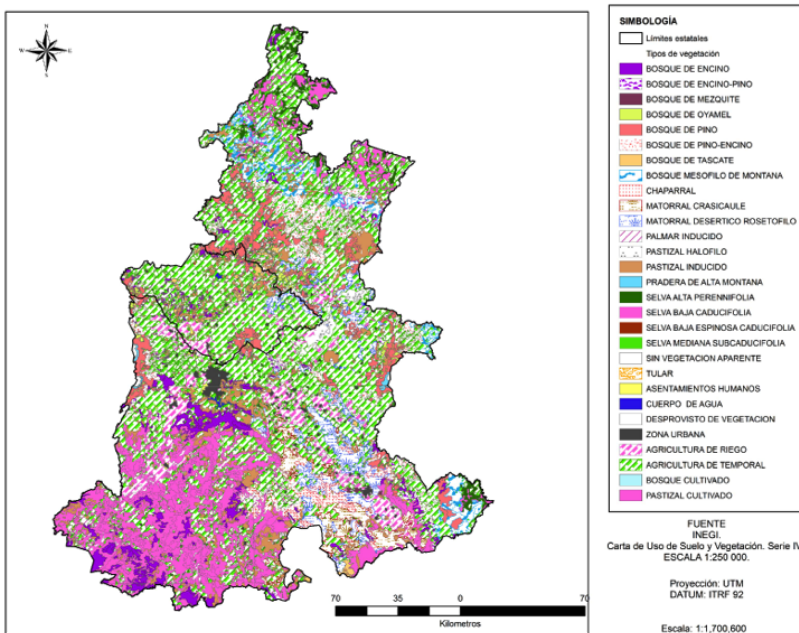 N
W
E
S
70
35
0
70
Kilometros
SIMBOLOGÍA
Límites estatales
Tipos de vegetación
BOSQUE DE ENCINO
BOSQUE DE ENCINO-PINO
BOSQUE DE MEZQUITE
BOSQUE DE OYAMEL
BOSQUE DE PINO
BOSQUE DE PINO-ENCINO
BOSQUE DE TASCATE
BOSQUE MESOFILO DE MONTANA
CHAPARRAL
MATORRAL CRASICAULE
MATORRAL DESERTICO ROSETOFILO
PALMAR INDUCIDO
PASTIZAL HALOFILO
PASTIZAL INDUCIDO
PRADERA DE ALTA MONTANA
SELVA ALTA PERENNIFOLIA
SELVA BAJA CADUCIFOLIA
SELVA BAJA ESPINOSA CADUCIFOLIA
SELVA MEDIANA SUBCADUCIFOLIA
SIN VEGETACION APARENTE
TULAR
ASENTAMIENTOS HUMANOS
CUERPO DE AGUA
DESPROVISTO DE VEGETACION
ZONA URBANA
AGRICULTURA DE RIEGO
AGRICULTURA DE TEMPORAL
BOSQUE CULTIVADO
PASTIZAL CULTIVADO
FUENTE
INEGI.
Carta de Uso de Suelo y Vegetación. Serie IV
ESCALA 1:250 000.
Proyección: UTM
DATUM: ITRF 92
Escala: 1:1,700,600